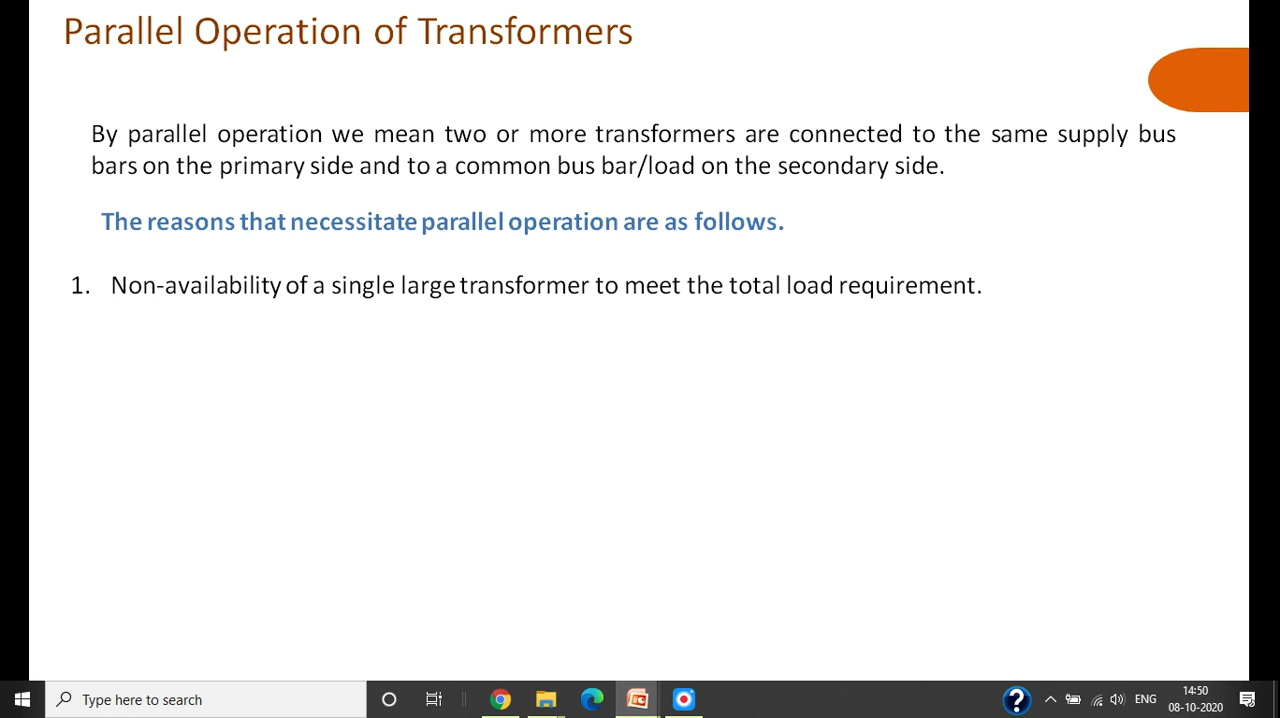 Parallel Operation of Transformers
By parallel operation we mean two or more transformers are connected to the same supply bus
bars on the primary side and to a common bus bar/load on the secondary side.
The reasons that necessitate parallel operation are as follows.
1. Non-availability of a single large transformer to meet the total load requirement.
Type here to search
ENG
14:50
08-10-2020